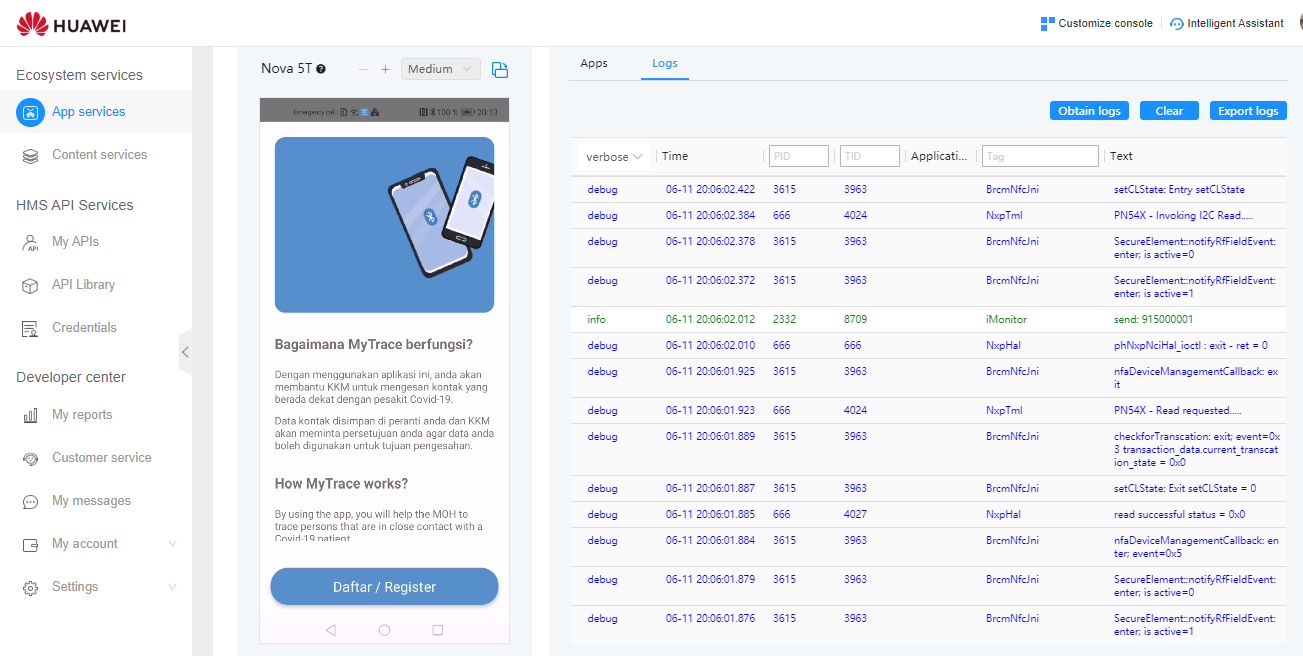 HUAWEI
Customize console
Intelligent Assistant
Ecosystem services
App services
Content services
HMS API Services
My APIs
API Library
Credentials
Developer center
My reports
Customer service
My messages
My account
Settings
Nova 5T
Medium
Emergency cal...
100 %
20:13
Bagaimana MyTrace berfungsi?
Dengan menggunakan aplikasi ini, anda akan
membantu KKM untuk mengesan kontak yang
berada dekat dengan pesakit Covid-19.
Data kontak disimpan di peranti anda dan KKM
akan meminta persetujuan anda agar data anda
boleh digunakan untuk tujuan pengesahan.
How MyTrace works?
By using the app, you will help the MOH to
trace persons that are in close contact with a
Covid-19 patient
Daftar / Register
Apps Logs
Obtain logs Clear Export logs
verbose Time PID TID Applicati... Tag Text
debug 06-11 20:06:02.422 3615 3963 BrcmNfcJni setCLState: Entry setCLState
debug 06-11 20:06:02.384 666 4024 NxpTml PN54X - Invoking I2C Read.....
debug 06-11 20:06:02.378 3615 3963 BrcmNfcJni SecureElement::notifyRfFieldEvent:
enter; is active=0
debug 06-11 20:06:02.372 3615 3963 BrcmNfcJni SecureElement::notifyRfFieldEvent:
enter; is active=1
info 06-11 20:06:02.012 2332 8709 iMonitor send: 915000001
debug 06-11 20:06:02.010 666 666 NxpHal phNxpNciHal_ioctl : exit - ret = 0
debug 06-11 20:06:01.925 3615 3963 BrcmNfcJni nfaDeviceManagementCallback: ex
it
debug 06-11 20:06:01.923 666 4024 NxpTml PN54X - Read requested.....
debug 06-11 20:06:01.889 3615 3963 BrcmNfcJni checkforTranscation: exit; event=0x
3 transaction_data.current_transcat
ion_state = 0x0
debug 06-11 20:06:01.887 3615 3963 BrcmNfcJni setCLState: Exit setCLState = 0
debug 06-11 20:06:01.885 666 4027 NxpHal read successful status = 0x0
debug 06-11 20:06:01.884 3615 3963 BrcmNfcJni nfaDeviceManagementCallback: en
ter; event=0x5
debug 06-11 20:06:01.879 3615 3963 BrcmNfcJni SecureElement::notifyRfFieldEvent:
enter; is active=0
debug 06-11 20:06:01.876 3615 3963 BrcmNfcJni SecureElement::notifyRfFieldEvent:
enter; is active=1